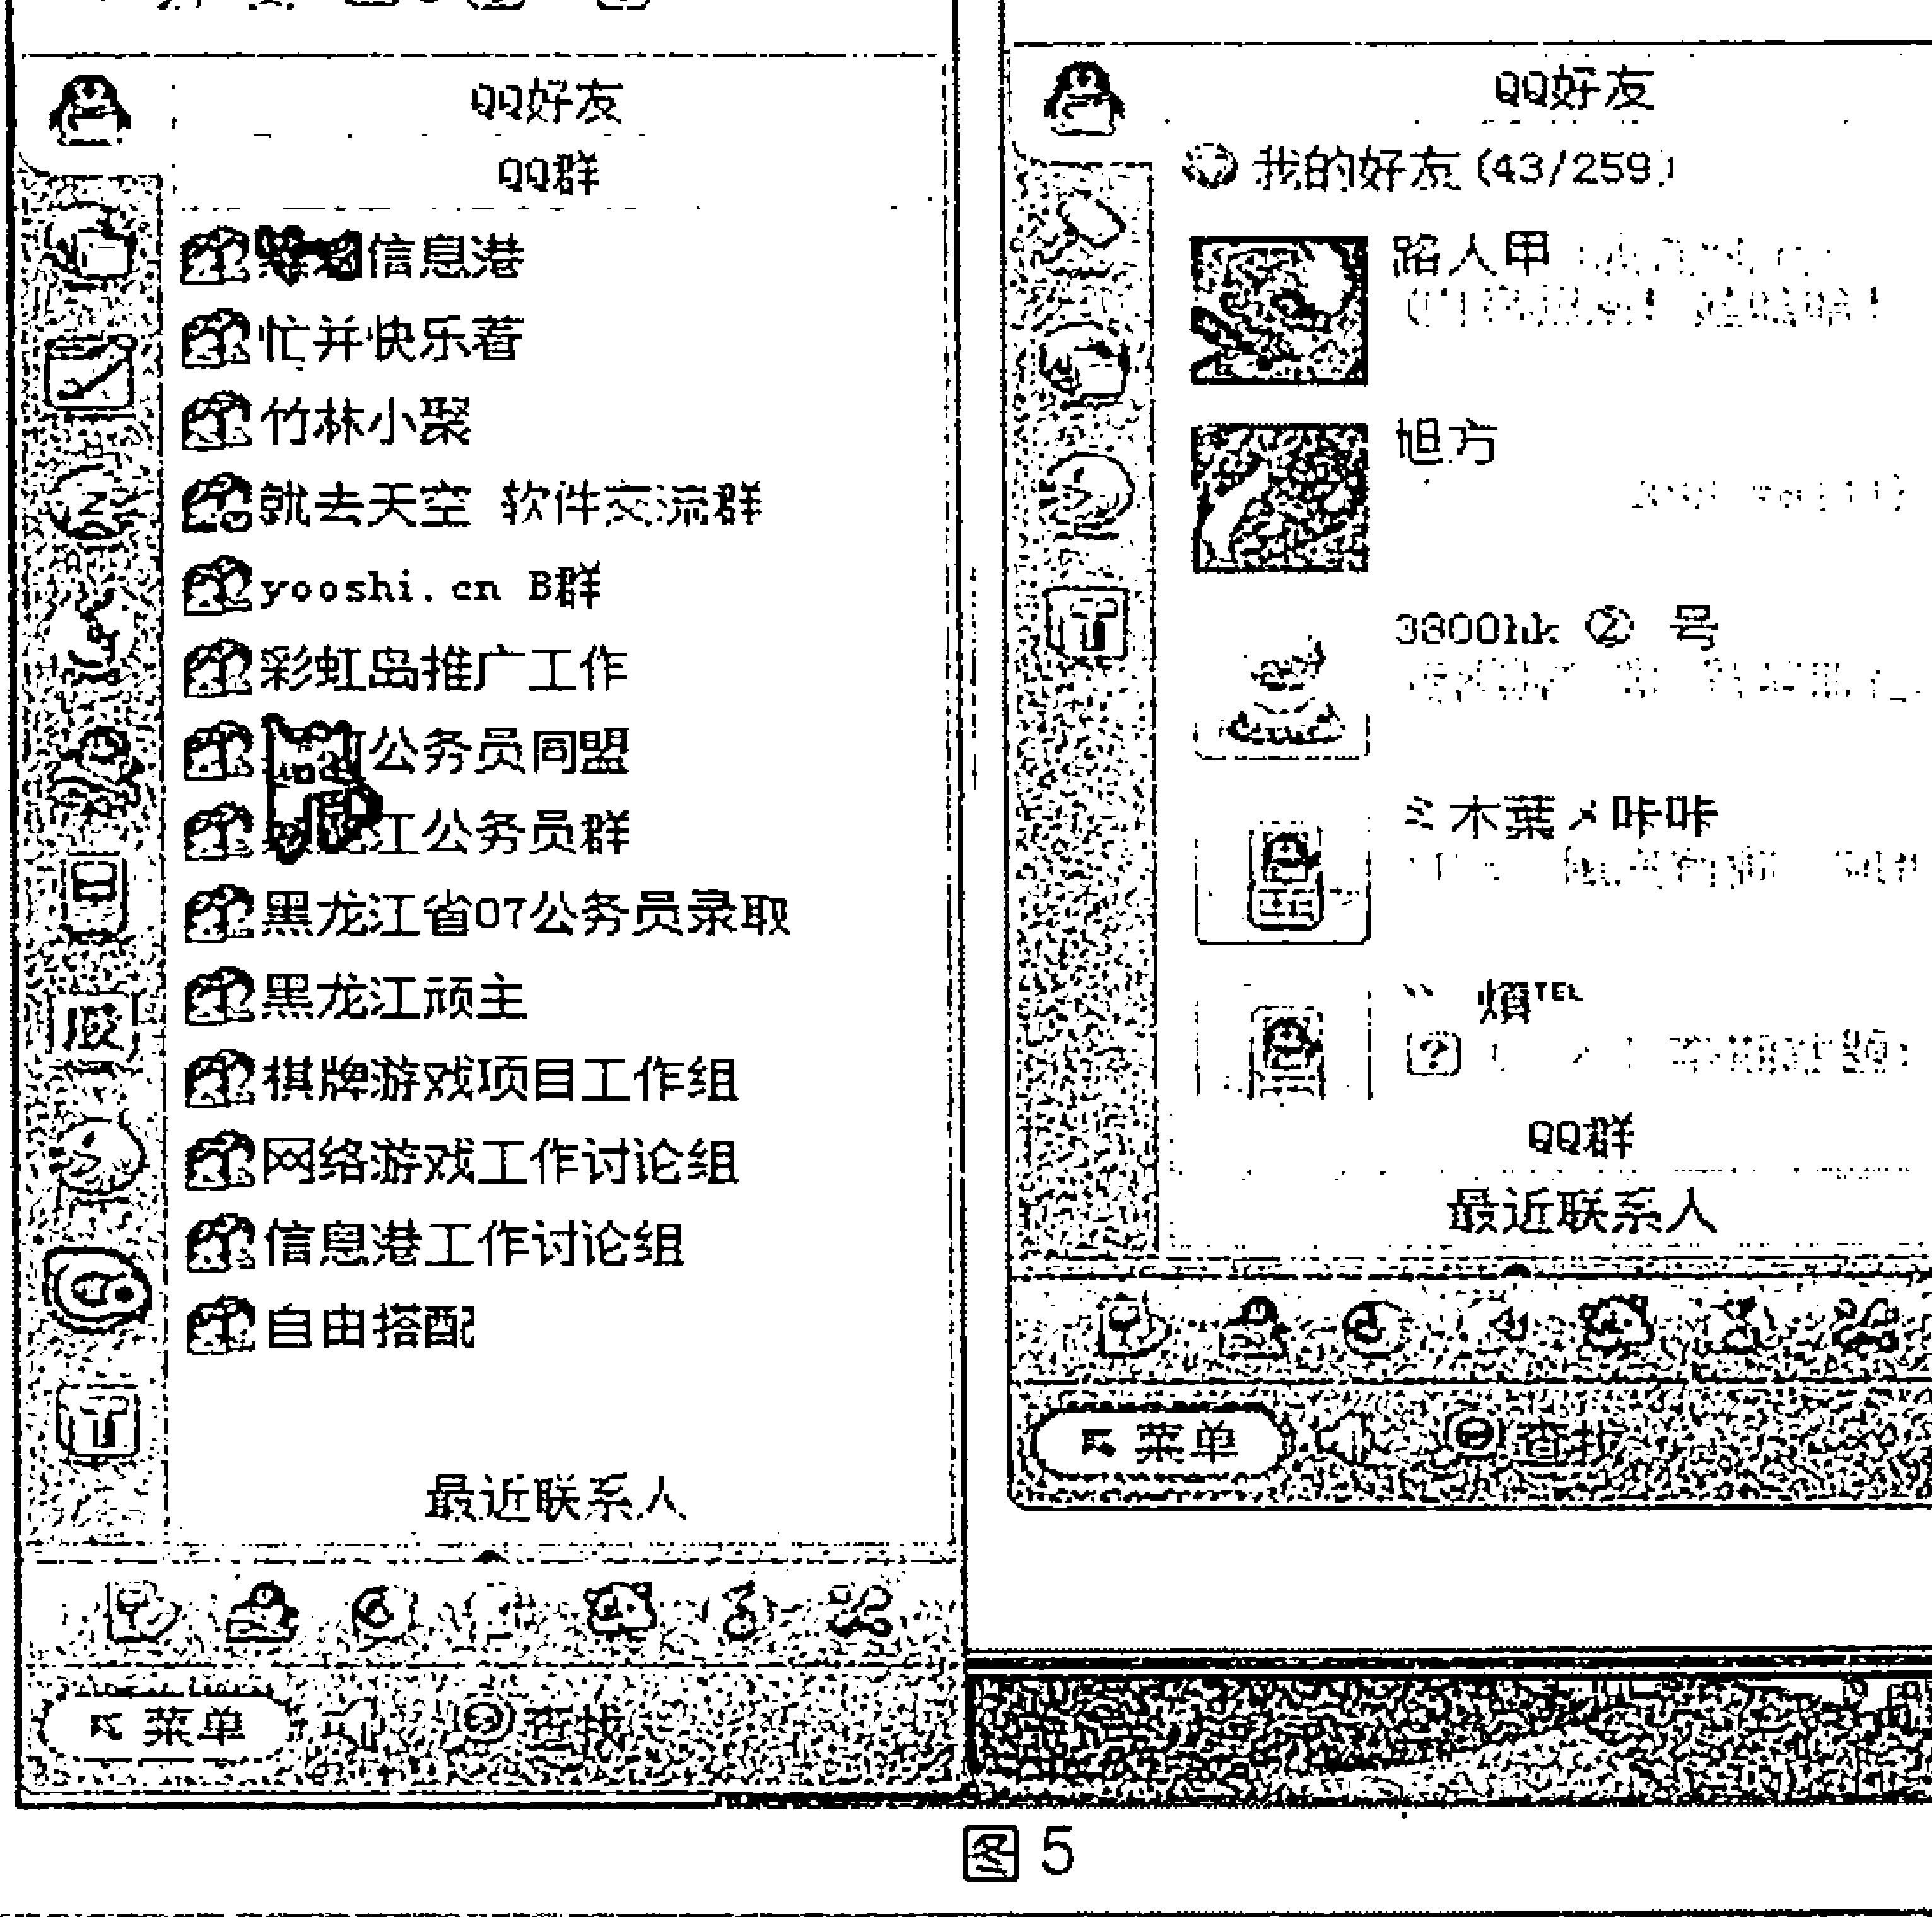 QQ好友
QQ群
信息港
忙并快乐着
竹林小聚
就去天空 软件交流群
yooshi.cn B群
彩虹岛推广工作
公务员同盟
江公务员群
黑龙江省07公务员录取
黑龙江顽主
棋牌游戏项目工作组
网络游戏工作讨论组
信息港工作讨论组
自由搭配
最近联系人
菜单 查找
QQ好友
我的好友(43/259)
路人甲
旭方
3800hk ② 号
ミ木葉メ咔咔
煩TEL
QQ群
最近联系人
菜单 查找
图 5